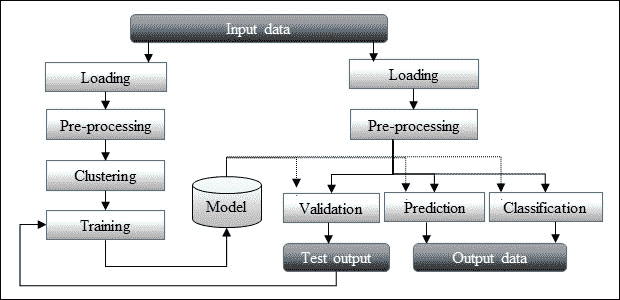 Input data
Loading
Loading
Pre-processing
Pre-processing
Clustering
Model
Validation
Prediction
Classification
Training
Test output
Output data